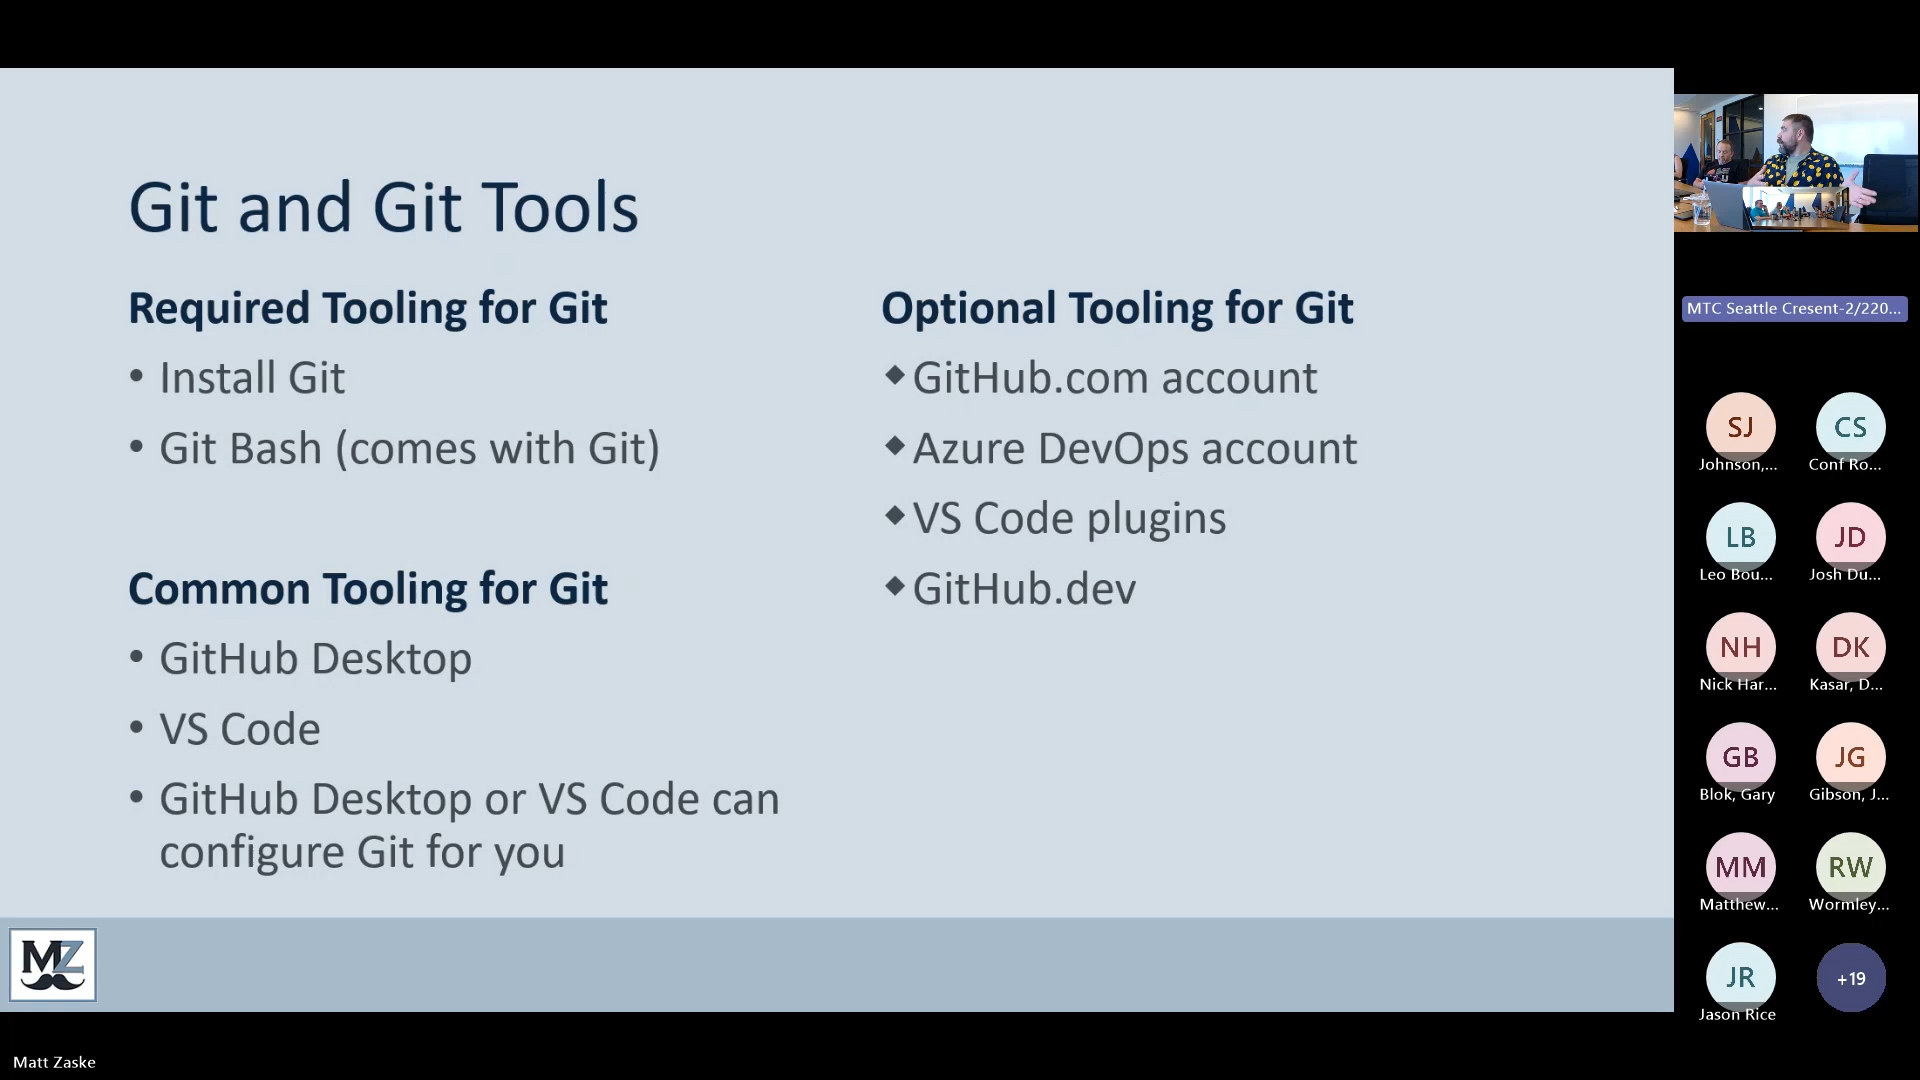 Git and Git Tools
Required Tooling for Git
• Install Git
• Git Bash (comes with Git)
Common Tooling for Git
• GitHub Desktop
• VS Code
• GitHub Desktop or VS Code can
configure Git for you
Optional Tooling for Git
◆ GitHub.com account
◆ Azure DevOps account
◆ VS Code plugins
◆ GitHub.dev
MZ
Matt Zaske
MTC Seattle Cresent-2/220...
SJ
Johnson,...
CS
Conf Ro...
LB
Leo Bou...
JD
Josh Du...
NH
Nick Har...
DK
Kasar, D...
GB
Blok, Gary
JG
Gibson, J...
MM
Matthew...
RW
Wormley...
JR
Jason Rice
+19